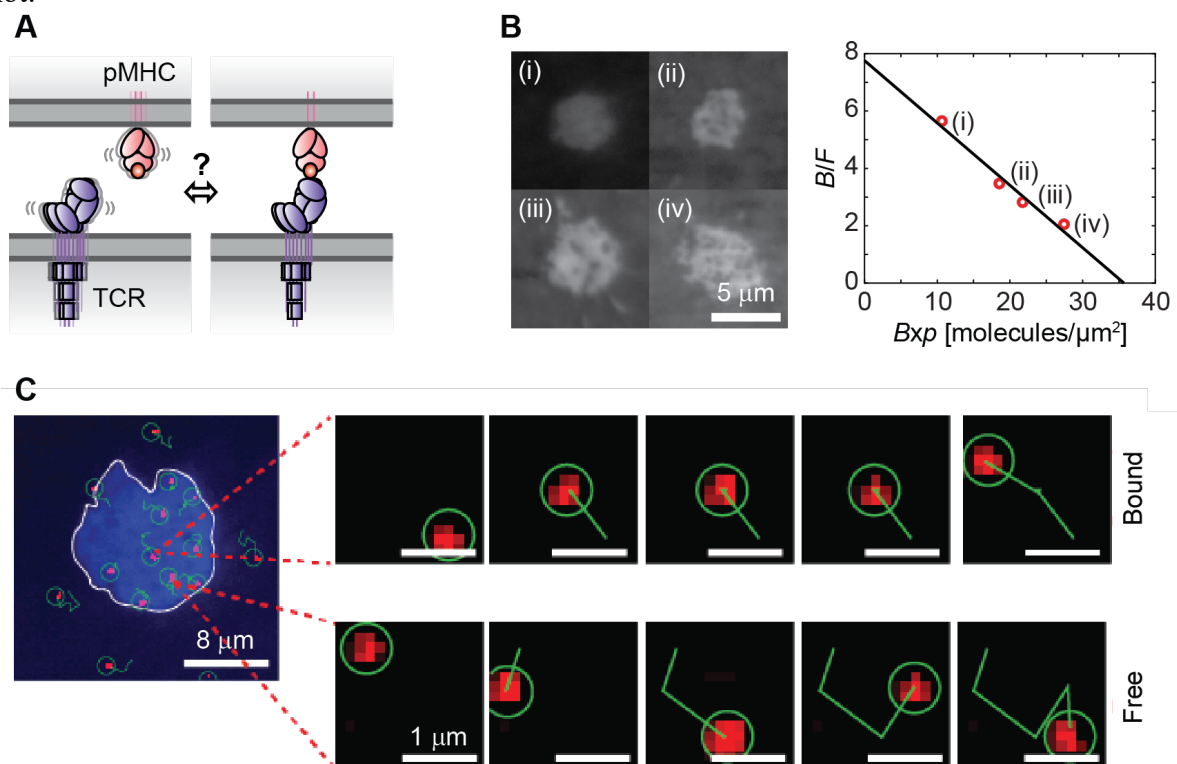 A
B
pMHC
?
TCR
(i)
(ii)
(iii)
(iv)
5 μm
8
6
4
2
0
B/F
(i)
(ii)
(iii)
(iv)
0 10 20 30 40
Bxp [molecules/μm²]
C
8 μm
Bound
1 μm
Free